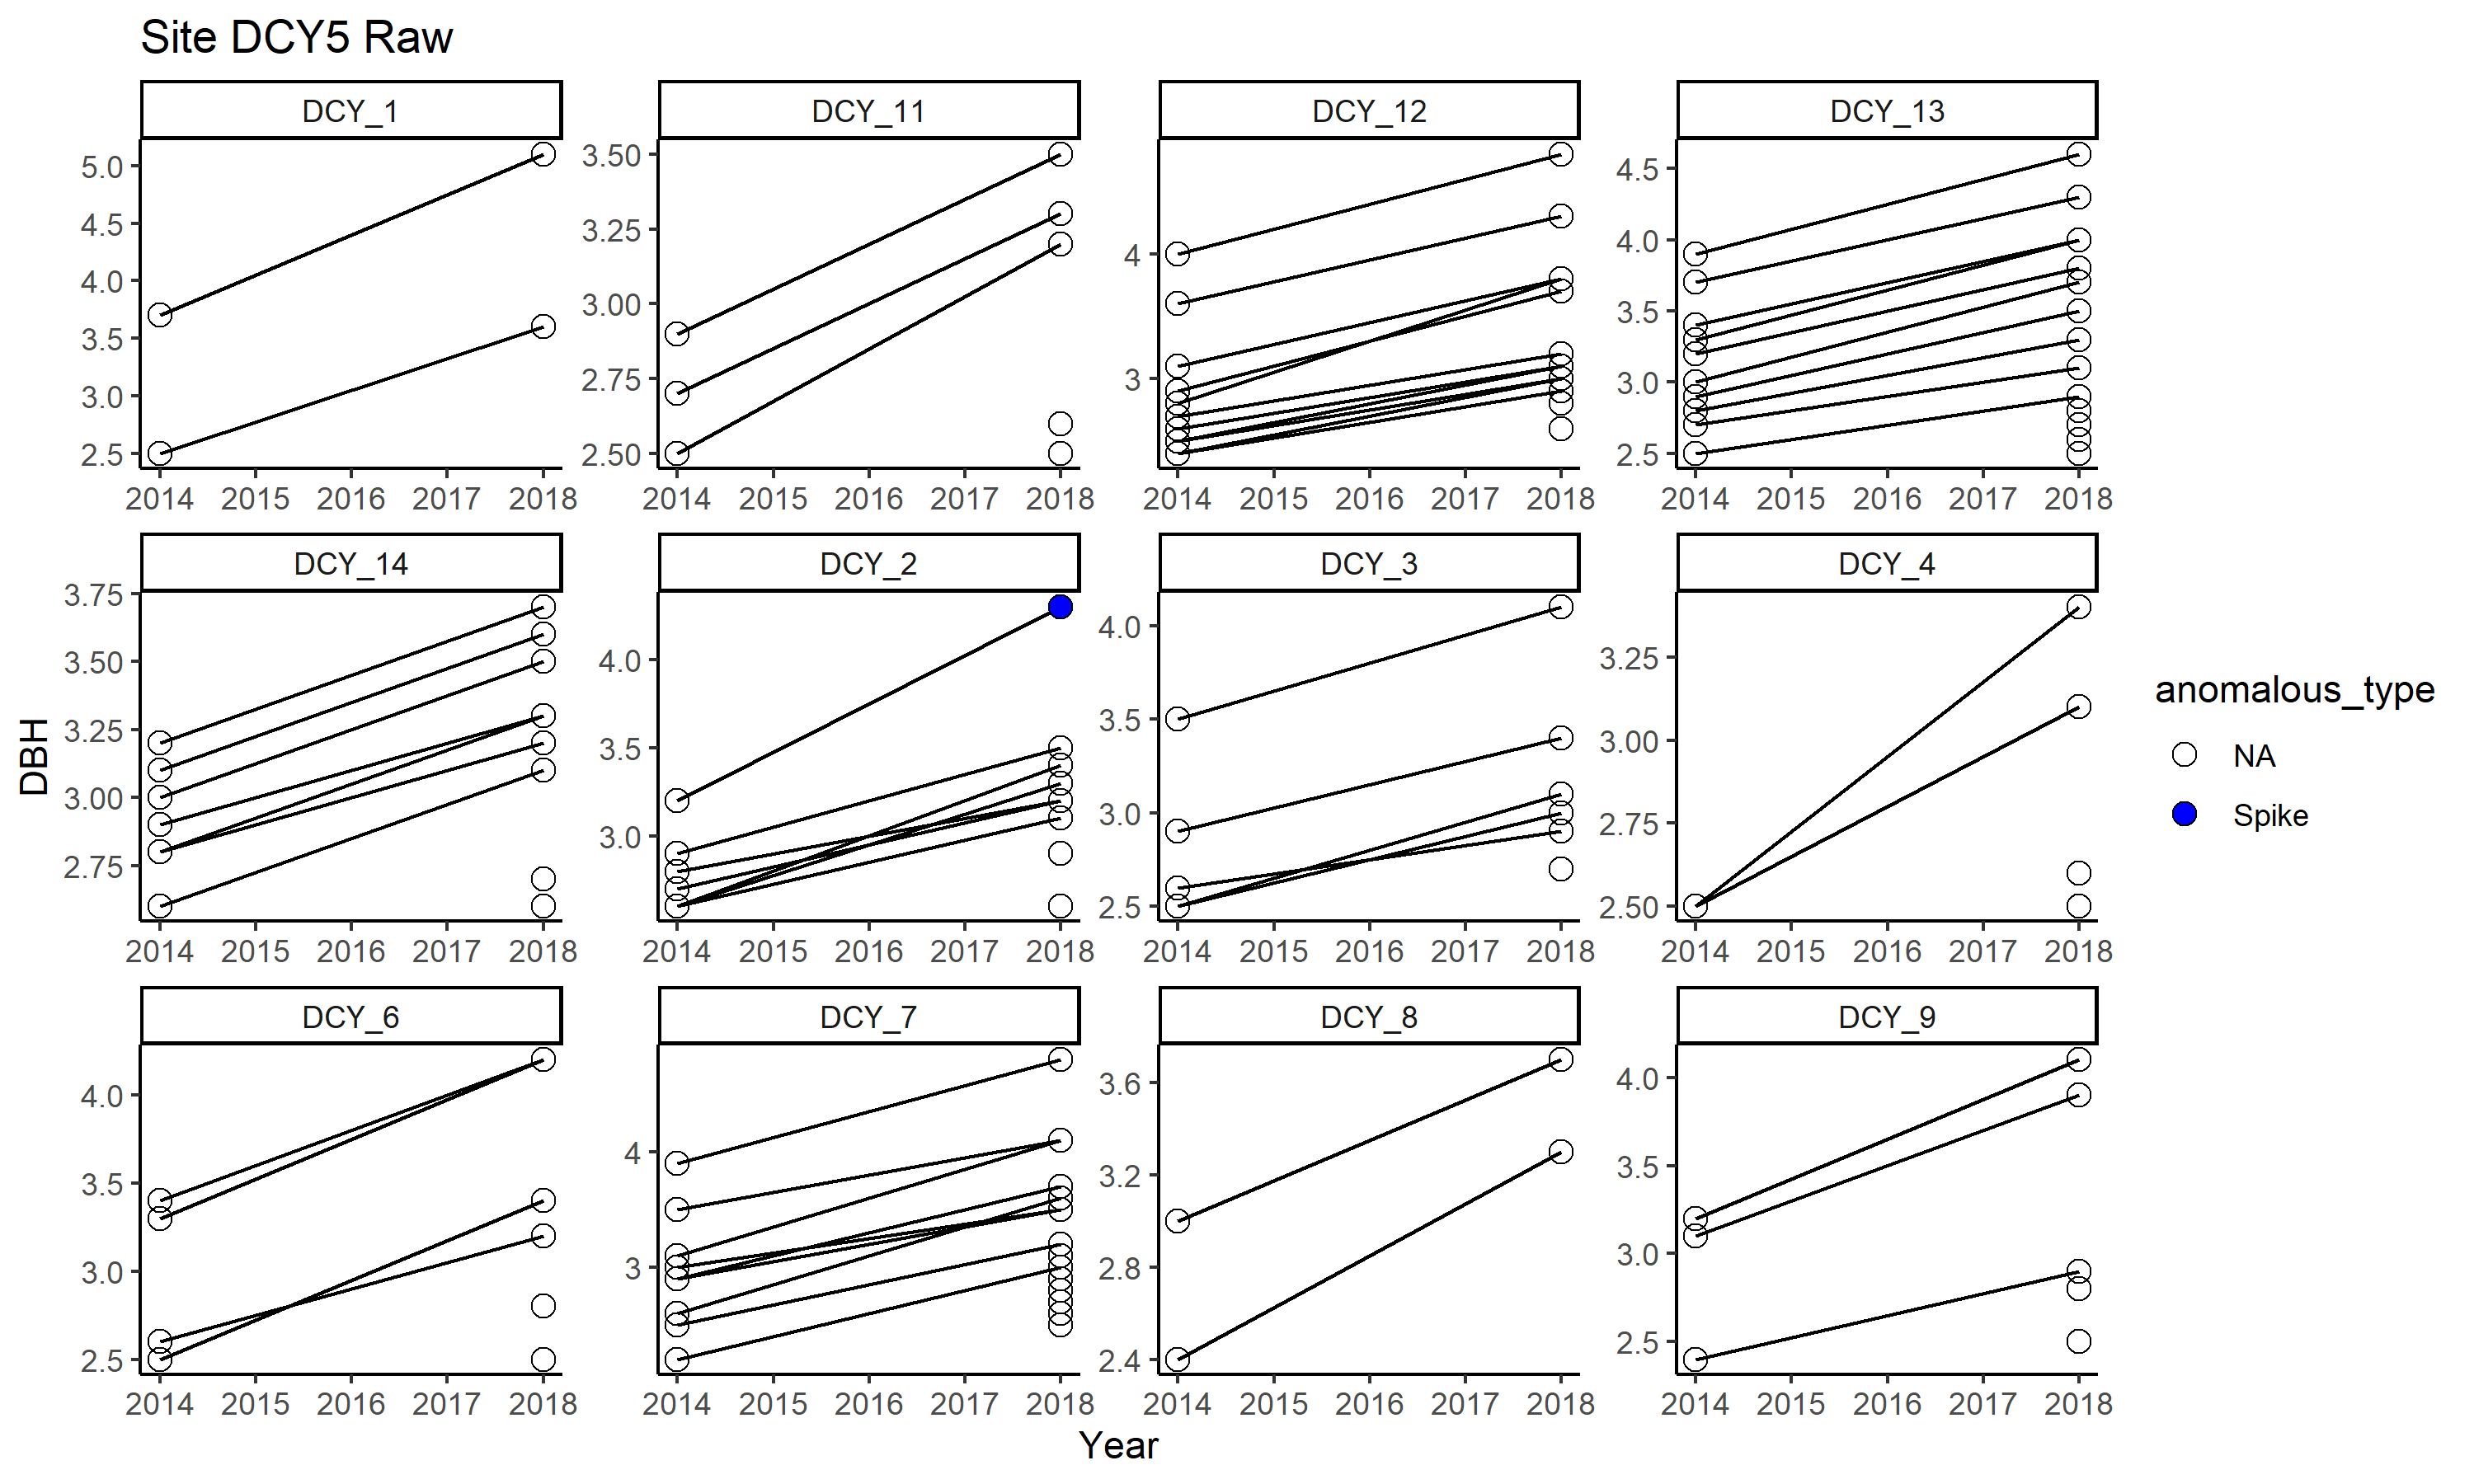 Site DCY5 Raw
DCY_1 DCY_11 DCY_12 DCY_13
5.0 4.5 4.0 3.5 3.0 2.5
3.50 3.25 3.00 2.75 2.50
4 3
4.5 4.0 3.5 3.0 2.5
2014 2015 2016 2017 2018 2014 2015 2016 2017 2018 2014 2015 2016 2017 2018 2014 2015 2016 2017 2018
DCY_14 DCY_2 DCY_3 DCY_4
3.75 3.50 3.25 3.00 2.75
4.0 3.5 3.0
4.0 3.5 3.0 2.5
3.25 3.00 2.75 2.50
2014 2015 2016 2017 2018 2014 2015 2016 2017 2018 2014 2015 2016 2017 2018 2014 2015 2016 2017 2018
DCY_6 DCY_7 DCY_8 DCY_9
4.0 3.5 3.0 2.5
4 3
3.6 3.2 2.8 2.4
4.0 3.5 3.0 2.5
2014 2015 2016 2017 2018 2014 2015 2016 2017 2018 2014 2015 2016 2017 2018 2014 2015 2016 2017 2018
DBH
Year
anomalous_type
NA
Spike